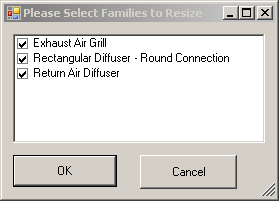 Please Select Families to Resize
Exhaust Air Grill
Rectangular Diffuser - Round Connection
Return Air Diffuser
OK
Cancel